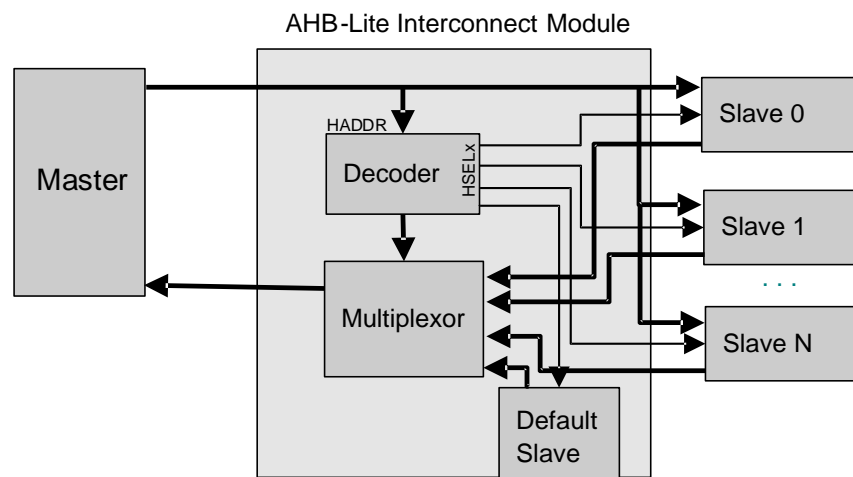 AHB-Lite Interconnect Module
Master
HADDR
Decoder
HSELx
Multiplexor
Default
Slave
Slave 0
Slave 1
. . .
Slave N